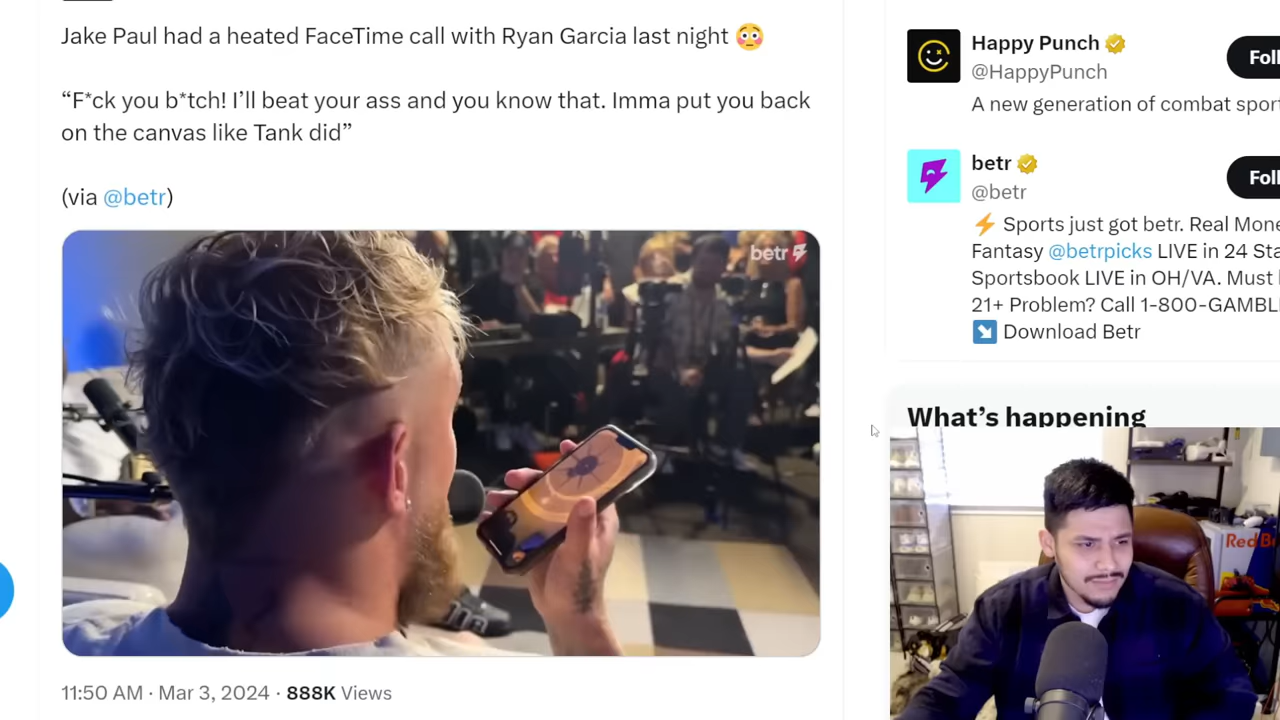 Jake Paul had a heated FaceTime call with Ryan Garcia last night 😳
“F*ck you b*tch! I’ll beat your ass and you know that. Imma put you back
on the canvas like Tank did”
(via @betr)
betr
11:50 AM · Mar 3, 2024 · 888K Views
Happy Punch
@HappyPunch
Foll
A new generation of combat sport
betr
@betr
Foll
⚡ Sports just got betr. Real Mone
Fantasy @betrpicks LIVE in 24 Sta
Sportsbook LIVE in OH/VA. Must
21+ Problem? Call 1-800-GAMBL
↘️ Download Betr
What’s happening
Red B